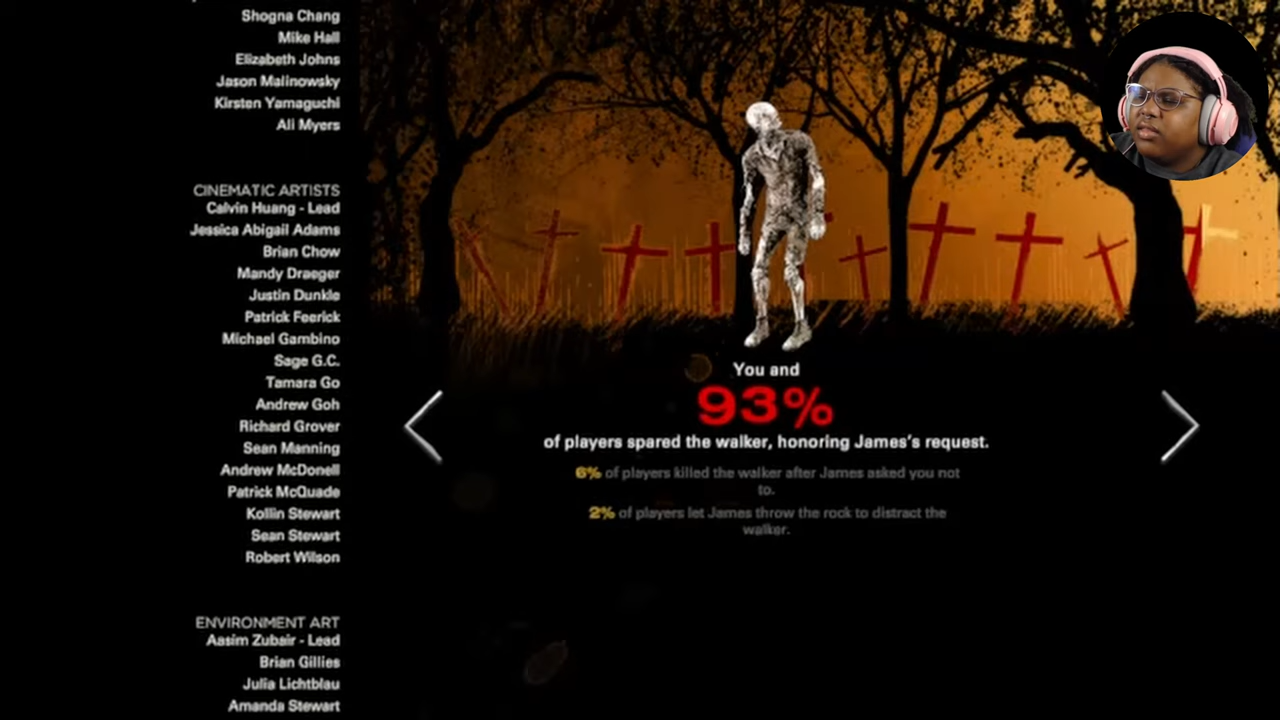 Shogna Chang
Mike Hall
Elizabeth Johns
Jason Malinowsky
Kirsten Yamaguchi
Ali Myers
CINEMATIC ARTISTS
Calvin Huang - Lead
Jessica Abigail Adams
Brian Chow
Mandy Draeger
Justin Dunkle
Patrick Feerick
Michael Gambino
Sage G.C.
Tamara Go
Andrew Goh
Richard Grover
Sean Manning
Andrew McDonell
Patrick McQuade
Kollin Stewart
Sean Stewart
Robert Wilson
ENVIRONMENT ART
Aasim Zubair - Lead
Brian Gillies
Julia Lichtblau
Amanda Stewart
You and
93%
of players spared the walker, honoring James's request.
6% of players killed the walker after James asked you not
to.
2% of players let James throw the rock to distract the
walker.